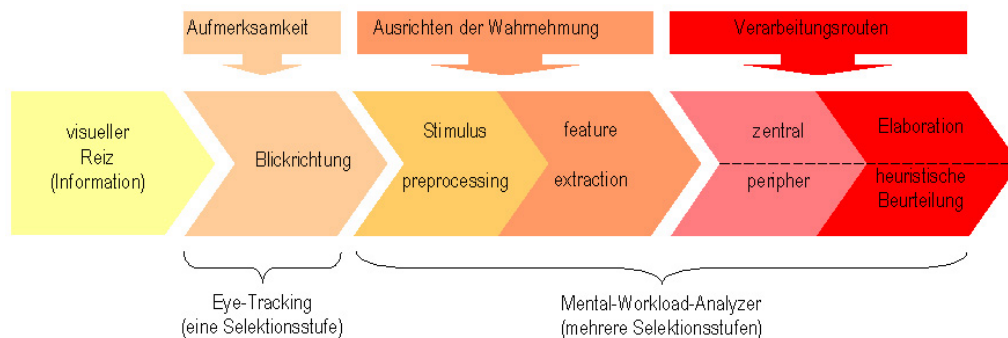 Aufmerksamkeit
Ausrichten der Wahrnehmung
Verarbeitungsrouten
visueller
Reiz
(Information)
Blickrichtung
Stimulus
preprocessing
feature
extraction
zentral
peripher
Elaboration
heuristische
Beurteilung
Eye-Tracking
(eine Selektionsstufe)
Mental-Workload-Analyzer
(mehrere Selektionsstufen)